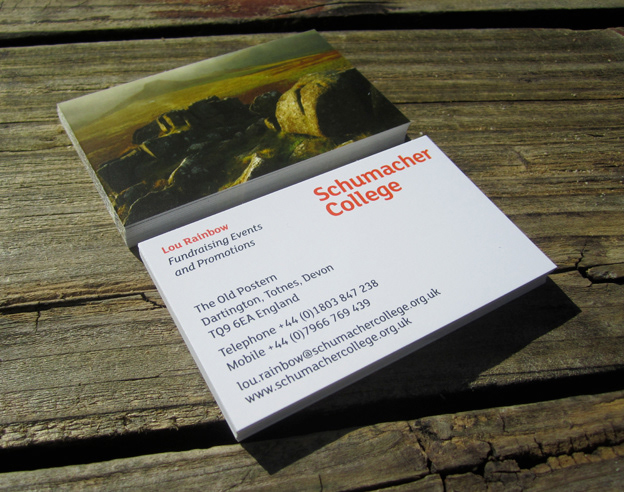 Schumacher
College
Lou Rainbow
Fundraising Events
and Promotions
The Old Postern
Dartington, Totnes, Devon
TQ9 6EA England
Telephone +44 (0)1803 847 238
Mobile +44 (0)7966 769 439
lou.rainbow@schumachercollege.org.uk
www.schumachercollege.org.uk